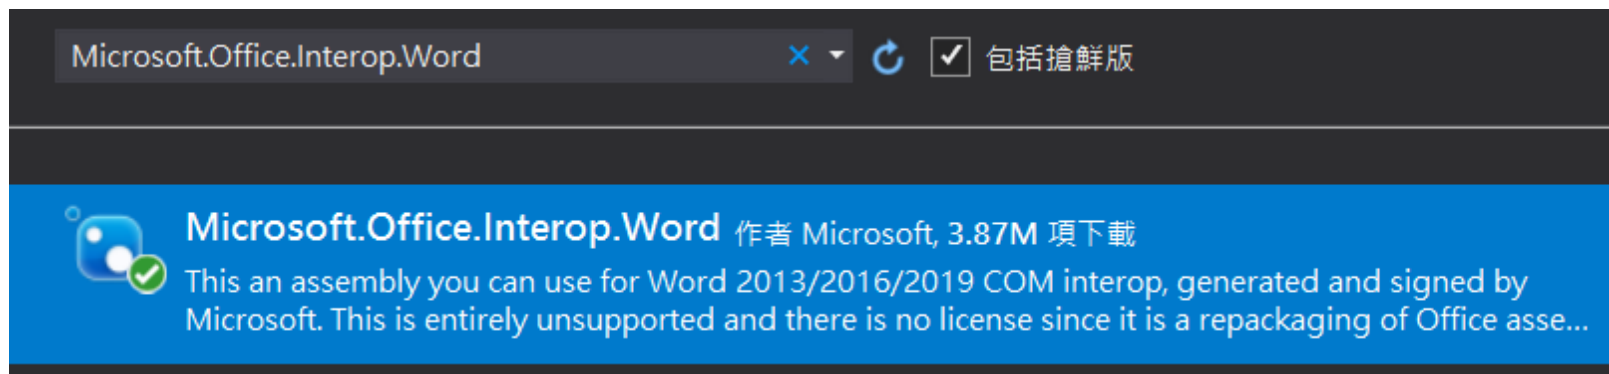 Microsoft.Office.Interop.Word 包括搶鮮版
Microsoft.Office.Interop.Word 作者 Microsoft, 3.87M 項下載
This an assembly you can use for Word 2013/2016/2019 COM interop, generated and signed by
Microsoft. This is entirely unsupported and there is no license since it is a repackaging of Office asse...